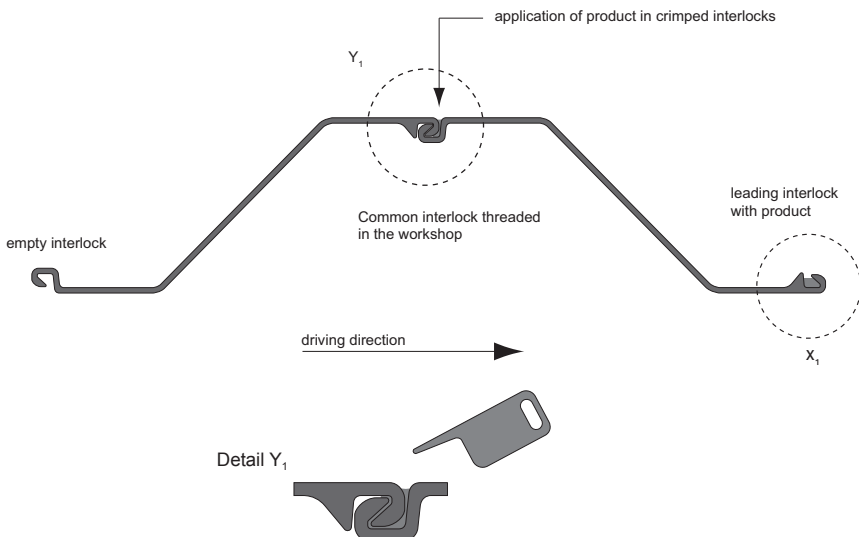 application of product in crimped interlocks
Y1
leading interlock
with product
Common interlock threaded
in the workshop
empty interlock
driving direction
X1
Detail Y1